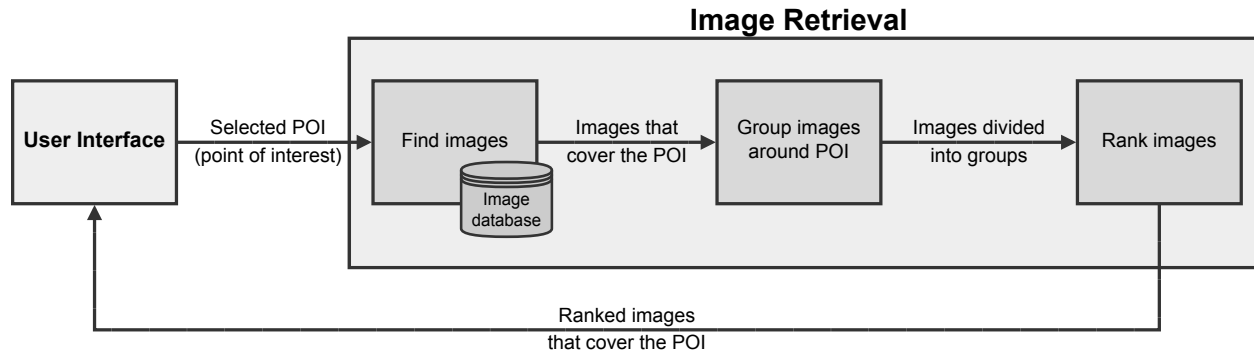 Image Retrieval
User Interface
Selected POI
(point of interest)
Find images
Image
database
Images that
cover the POI
Group images
around POI
Images divided
into groups
Rank images
Ranked images
that cover the POI